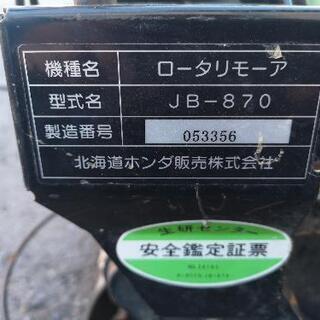 機種名 ロータリモーア
型式名 JB-870
製造番号 053356
北海道ホンダ販売株式会社
生研センター
安全鑑定証票